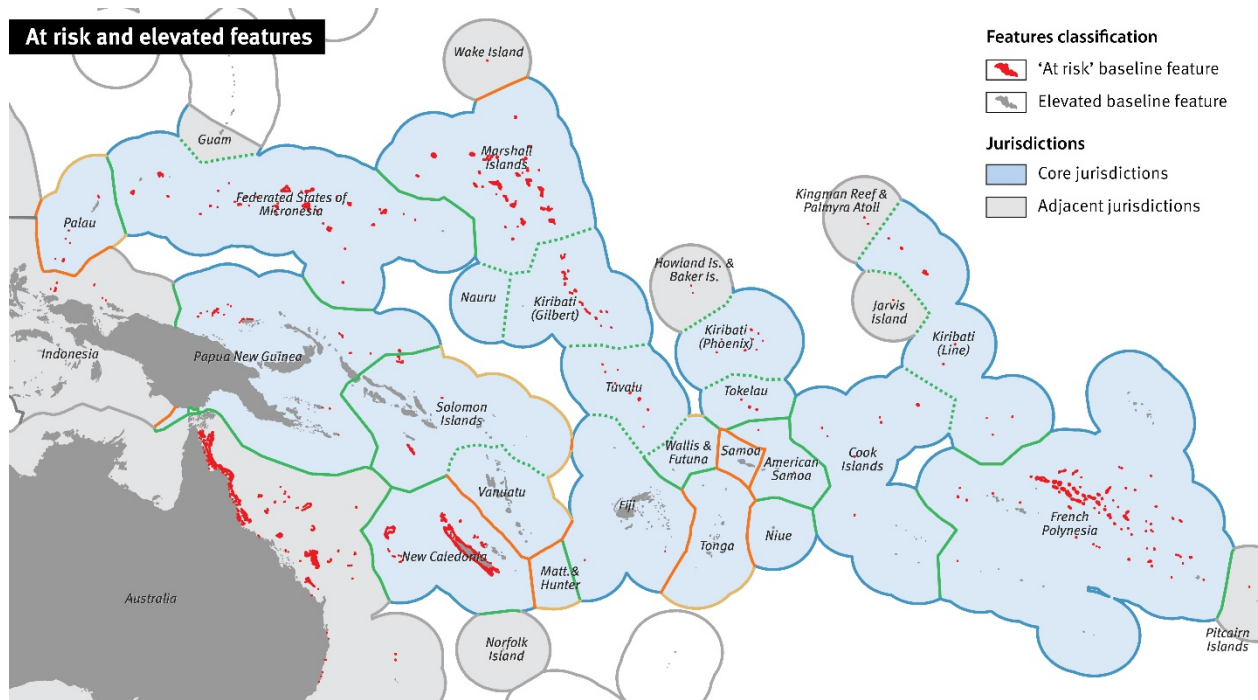 At risk and elevated features
Features classification
'At risk' baseline feature
Elevated baseline feature
Jurisdictions
Core jurisdictions
Adjacent jurisdictions
Wake Island
Guam
Marshall
Islands
Palau
Federated States of
Micronesia
Kingman Reef &
Palmyra Atoll
Howland Is. &
Baker Is.
Nauru
Kiribati
(Gilbert)
Jarvis
Island
Kiribati
(Phoenix)
Kiribati
(Line)
Indonesia
Papua New Guinea
Tuvalu
Tokelau
Solomon
Islands
Wallis &
Futuna
Samoa
American
Samoa
Cook
Islands
Vanuatu
Fiji
French
Polynesia
New Caledonia
Tonga
Niue
Matt.&
Hunter
Australia
Norfolk
Island
Pitcairn
Islands